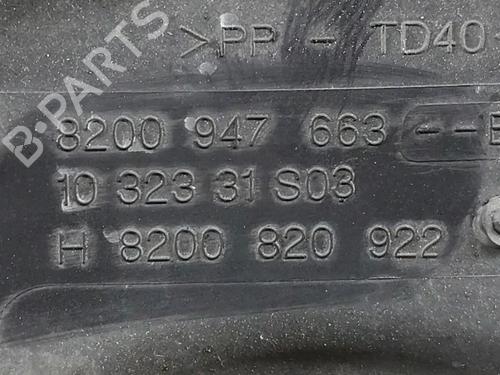 >PP - TD40
8200 947 663--E
10 323 31 S03
H 8200 820 922
B-PARTS